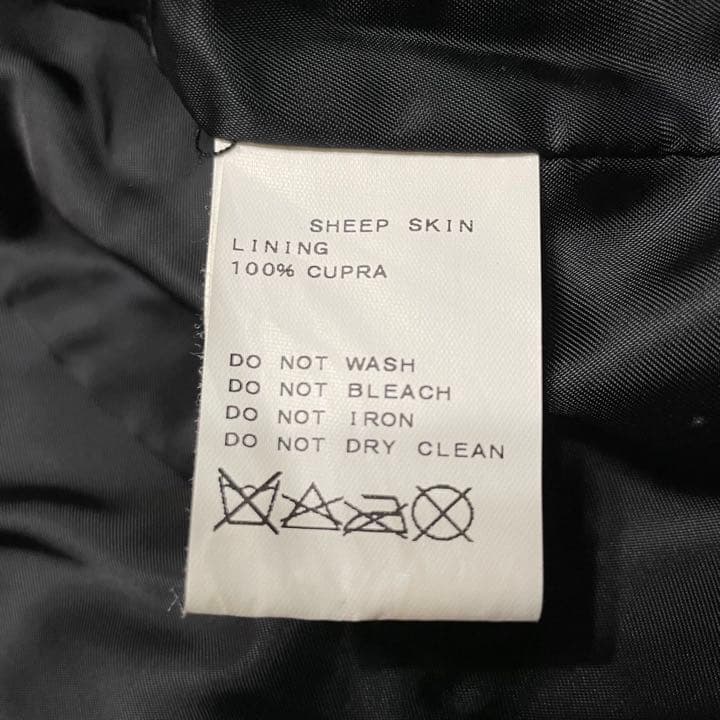 SHEEP SKIN
LINING
100% CUPRA
DO NOT WASH
DO NOT BLEACH
DO NOT IRON
DO NOT DRY CLEAN